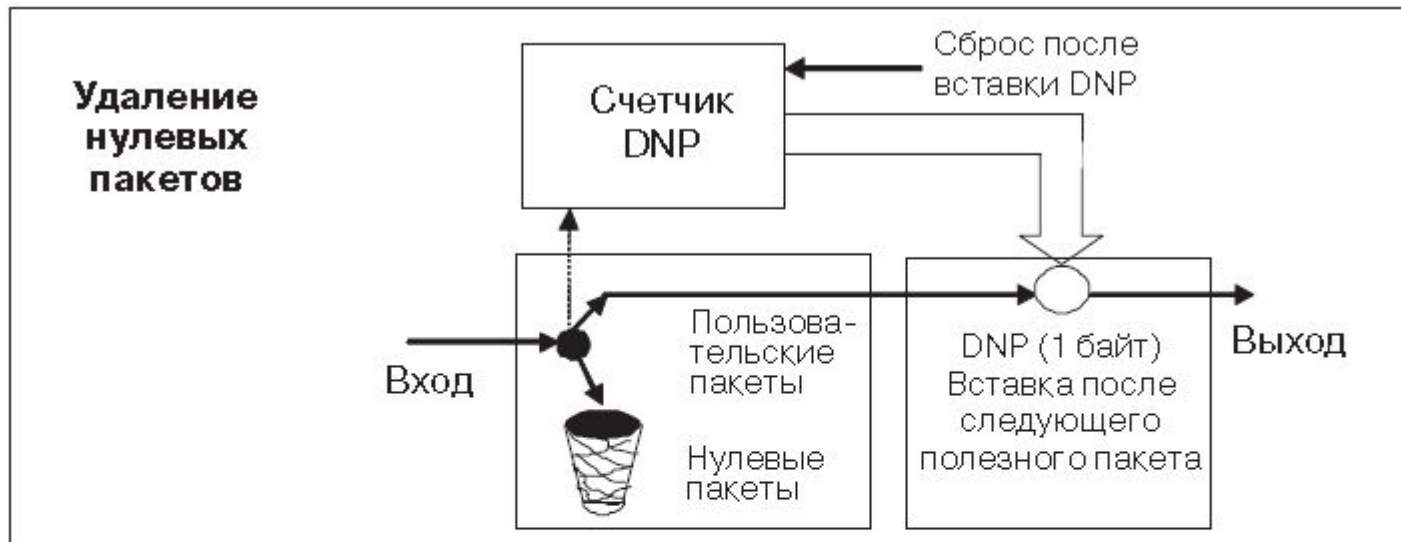 Удаление
нулевых
пакетов
Счетчик
DNP
Сброс после
вставки DNP
Вход
Пользова-
тельские
пакеты
Нулевые
пакеты
DNP (1 байт)
Вставка после
следующего
полезного пакета
Выход